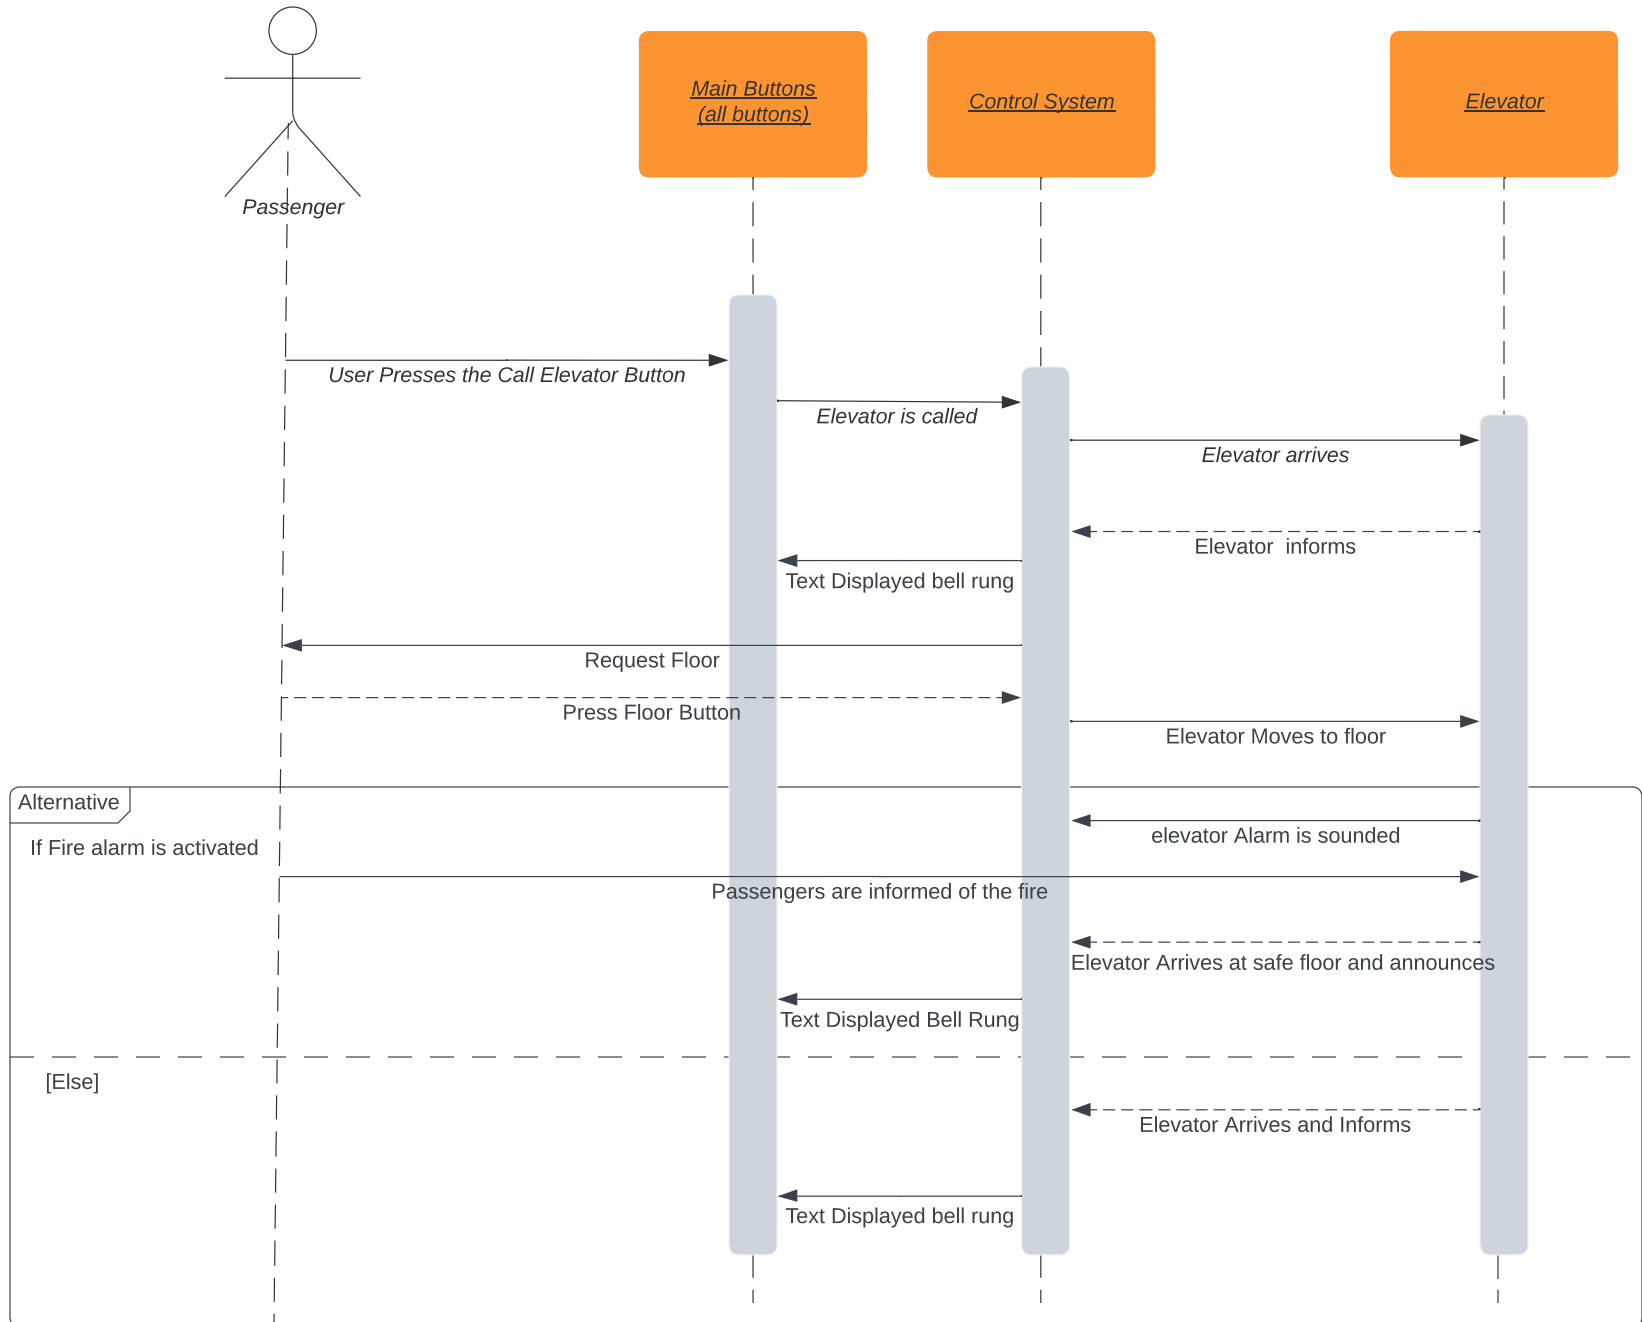 Main Buttons
(all buttons)
Control System
Elevator
Passenger
User Presses the Call Elevator Button
Elevator is called
Elevator arrives
Elevator  informs
Text Displayed bell rung
Request Floor
Press Floor Button
Elevator Moves to floor
Alternative
elevator Alarm is sounded
If Fire alarm is activated
Passengers are informed of the fire
Elevator Arrives at safe floor and announces
Text Displayed Bell Rung
[Else]
Elevator Arrives and Informs
Text Displayed bell rung